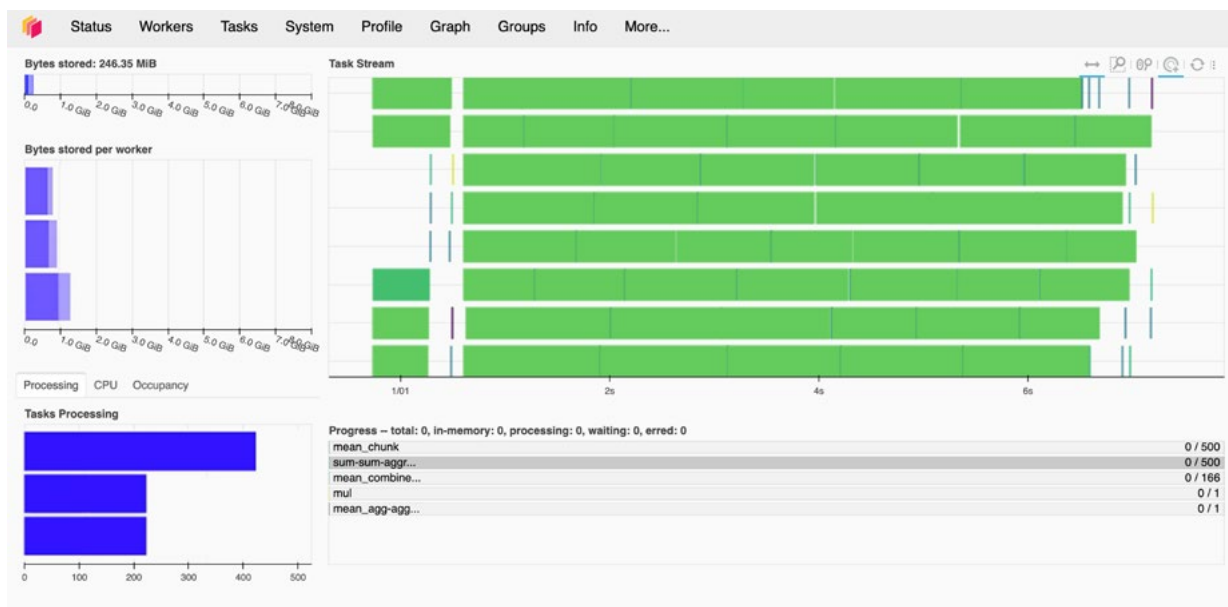 Status Workers Tasks System Profile Graph Groups Info More...
Bytes stored: 246.35 MiB
0.0 1.0 GiB 2.0 GiB 3.0 GiB 4.0 GiB 5.0 GiB 6.0 GiB
Bytes stored per worker
0.0 1.0 GiB 2.0 GiB 3.0 GiB 4.0 GiB 5.0 GiB 6.0 GiB
Processing CPU Occupancy
Tasks Processing
0 100 200 300 400 500
Task Stream
1/01 2s 4s 6s
Progress -- total: 0, in-memory: 0, processing: 0, waiting: 0, erred: 0
mean_chunk 0 / 500
sum-sum-aggr... 0 / 500
mean_combine... 0 / 166
mul 0 / 1
mean_agg-agg... 0 / 1